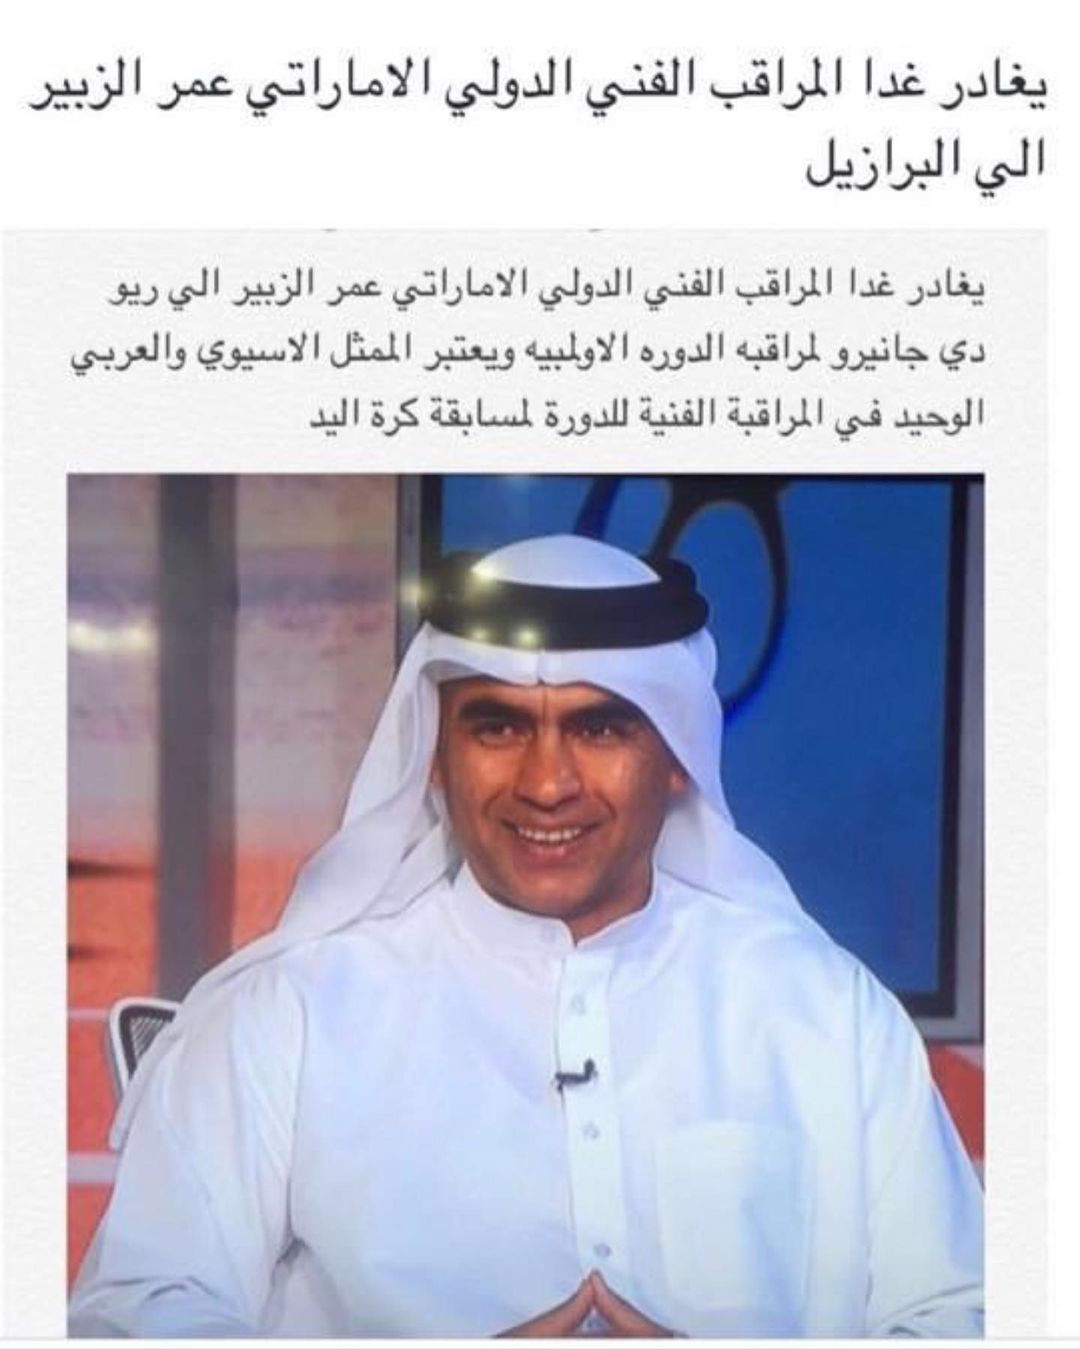 يغادر غدا المراقب الفني الدولي الاماراتي عمر الزبير
الي البرازيل
يغادر غدا المراقب الفني الدولي الاماراتي عمر الزبير الي ريو
دي جانيرو لمراقبه الدوره الاولمبيه ويعتبر الممثل الاسيوي والعربي
الوحيد في المراقبة الفنية للدورة لمسابقة كرة اليد